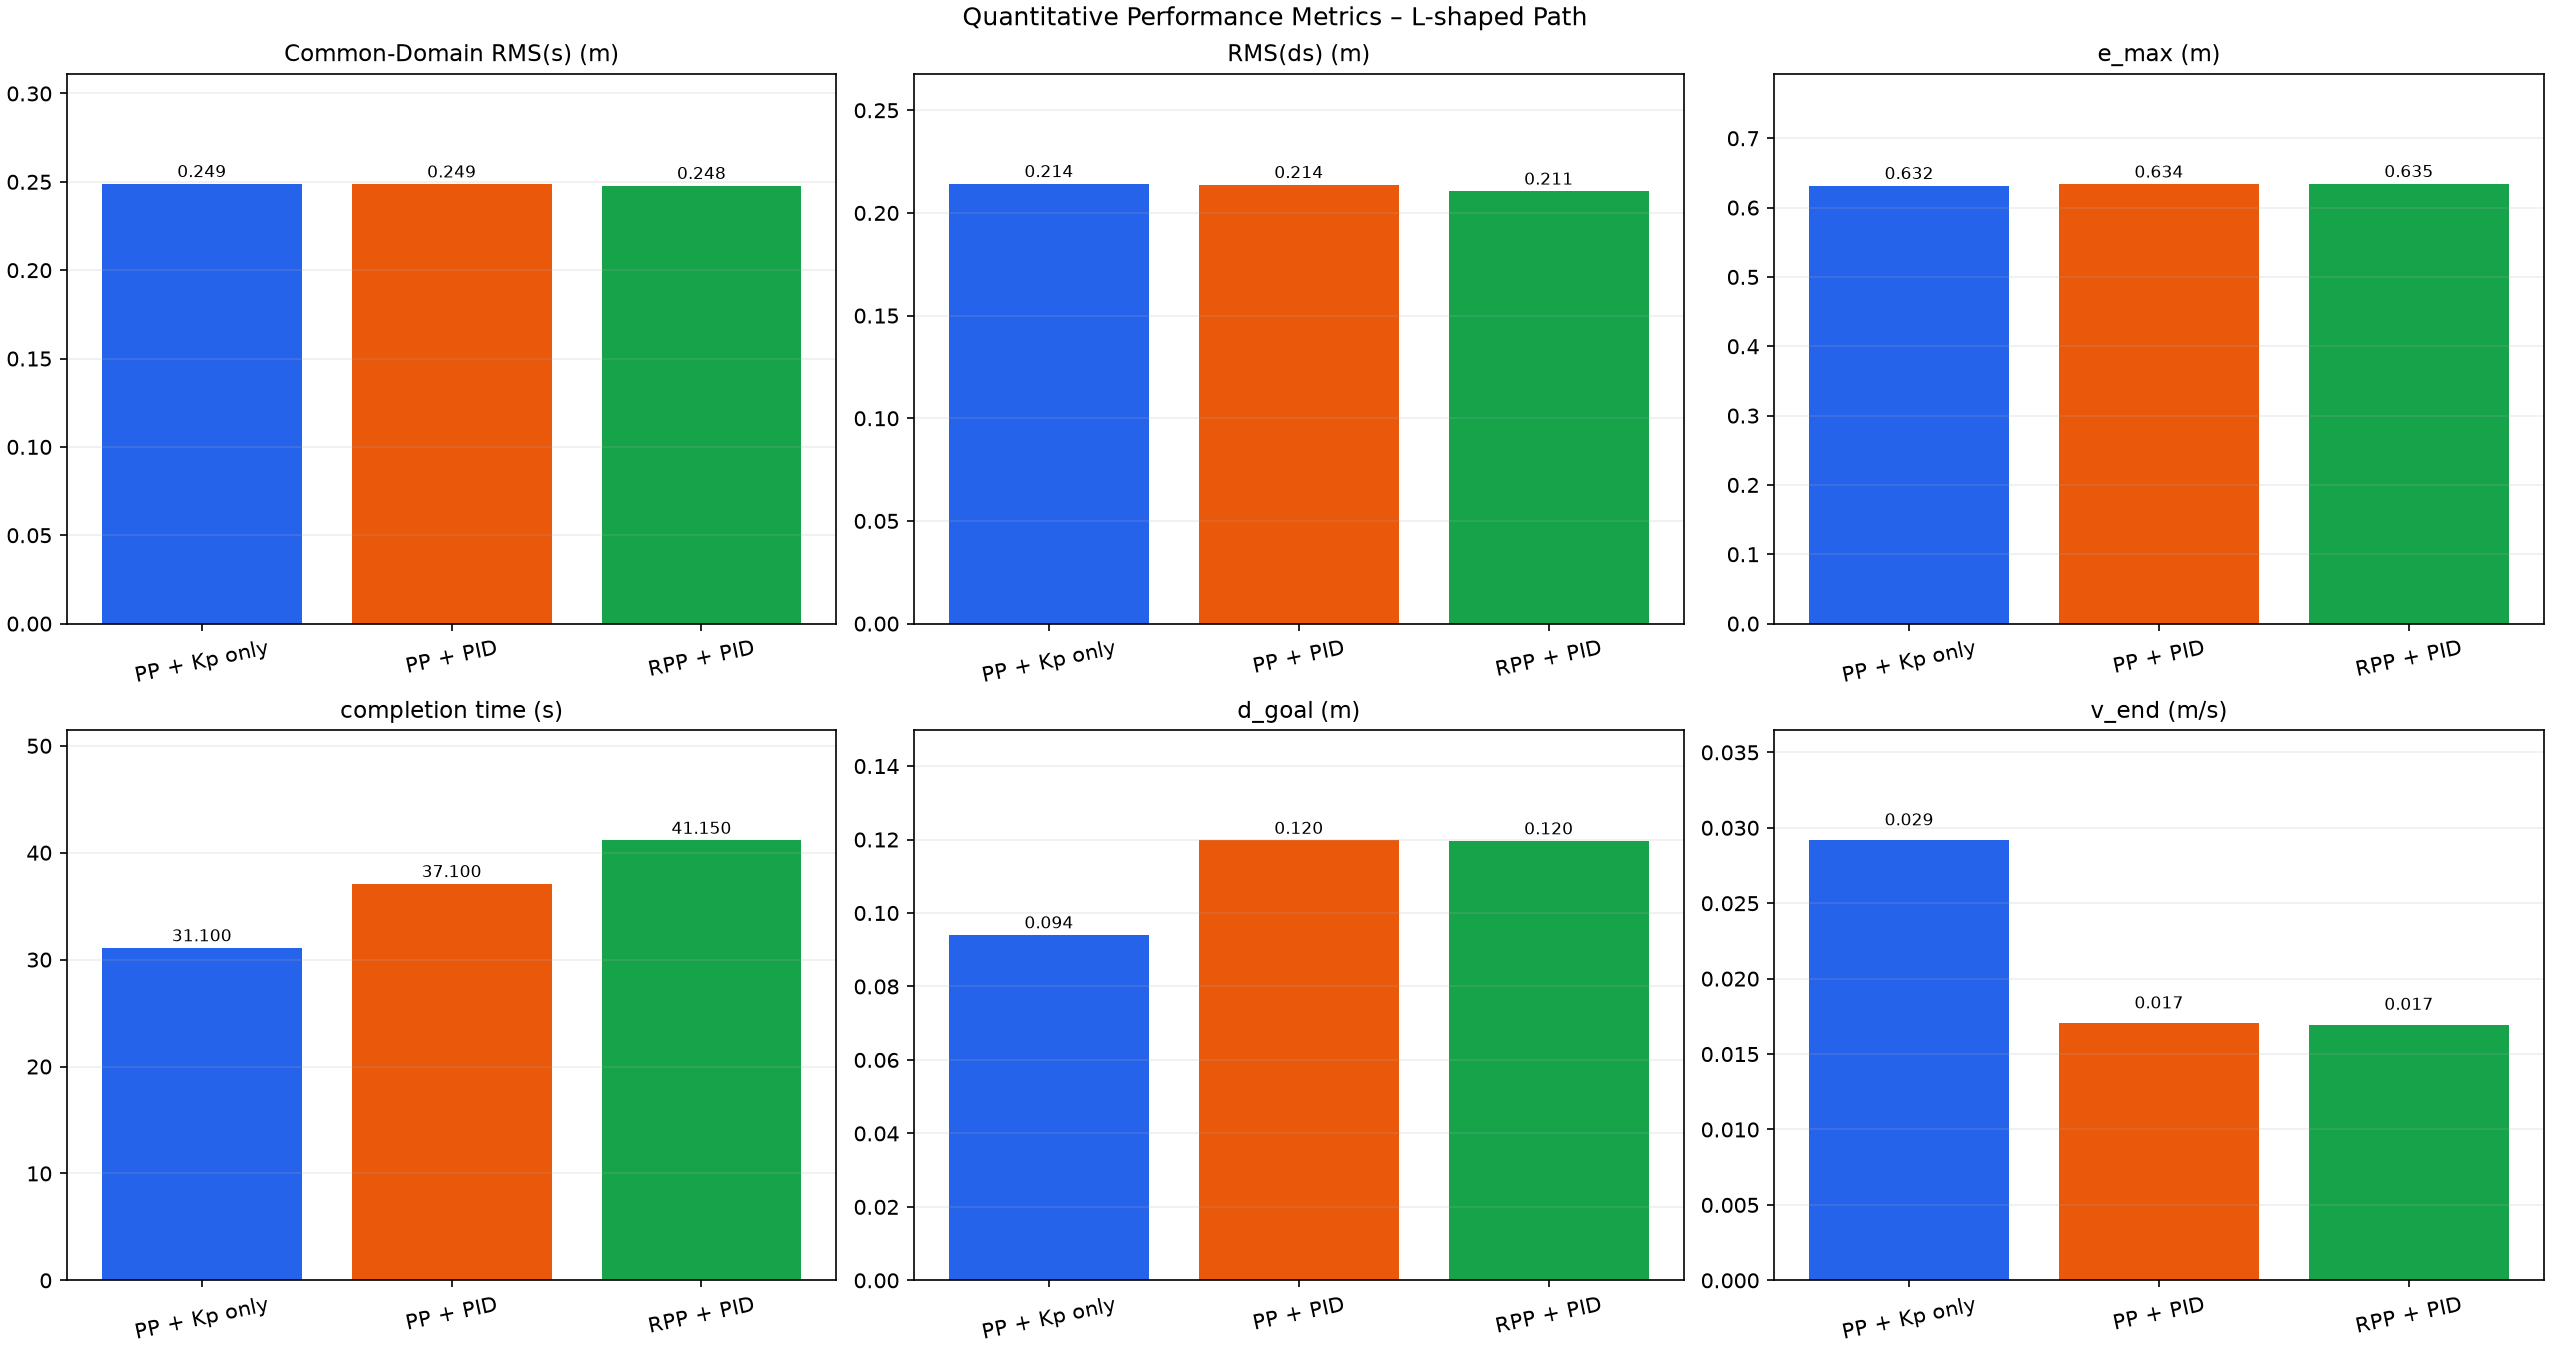 Quantitative Performance Metrics – L-shaped Path
Common-Domain RMS(s) (m)
0.30
0.25
0.20
0.15
0.10
0.05
0.00
0.249
0.249
0.248
PP + Kp only
PP + PID
RPP + PID
RMS(ds) (m)
0.25
0.20
0.15
0.10
0.05
0.00
0.214
0.214
0.211
PP + Kp only
PP + PID
RPP + PID
e_max (m)
0.7
0.6
0.5
0.4
0.3
0.2
0.1
0.0
0.632
0.634
0.635
PP + Kp only
PP + PID
RPP + PID
completion time (s)
50
40
30
20
10
0
31.100
37.100
41.150
PP + Kp only
PP + PID
RPP + PID
d_goal (m)
0.14
0.12
0.10
0.08
0.06
0.04
0.02
0.00
0.094
0.120
0.120
PP + Kp only
PP + PID
RPP + PID
v_end (m/s)
0.035
0.030
0.025
0.020
0.015
0.010
0.005
0.000
0.029
0.017
0.017
PP + Kp only
PP + PID
RPP + PID